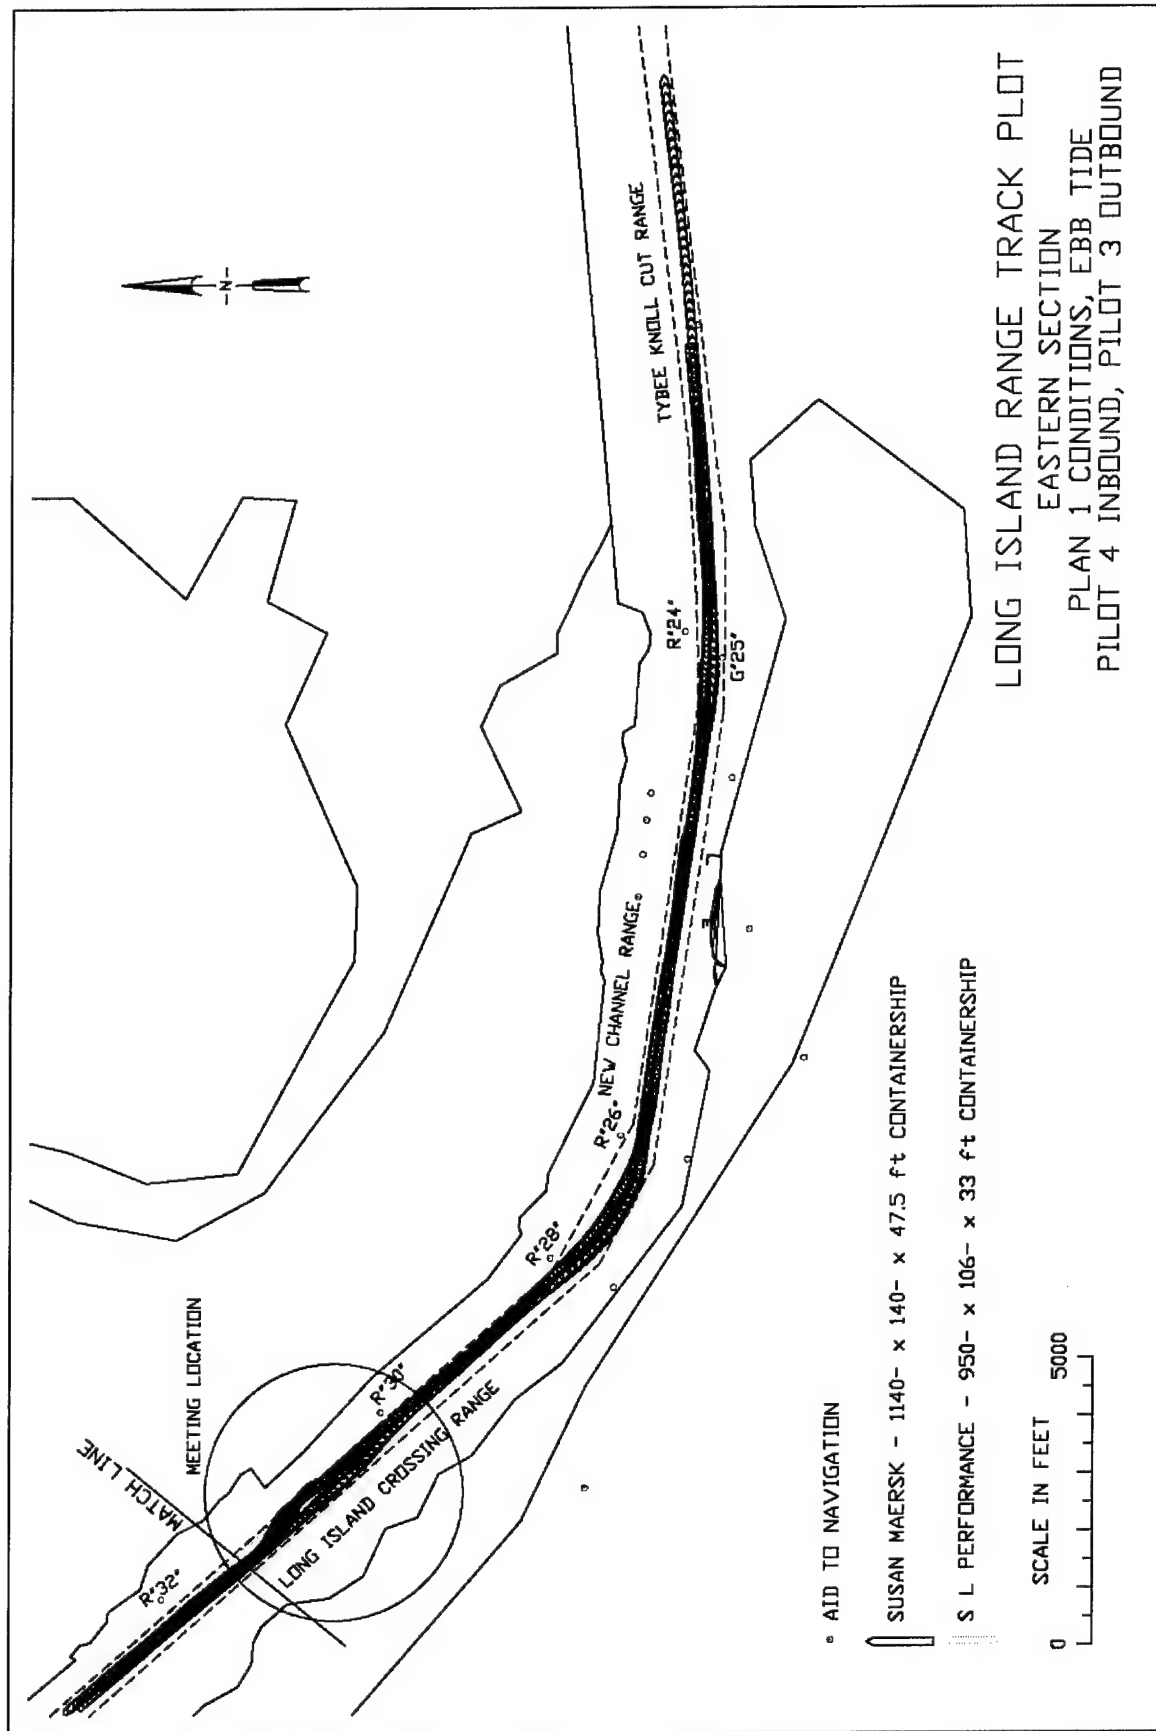 LONG ISLAND RANGE TRACK PLOT
EASTERN SECTION
PLAN 1 CONDITIONS, EBB TIDE
PILOT 4 INBOUND, PILOT 3 OUTBOUND
-N-
MATCH LINE
MEETING LOCATION
R"32"
LONG ISLAND CROSSING RANGE
R"30"
R"28"
R"26"
NEW CHANNEL RANGE
R"24"
G"25"
TYBEE KNOLL CUT RANGE
AID TO NAVIGATION
SUSAN MAERSK - 1140- x 140- x 47.5 ft CONTAINERSHIP
S L PERFORMANCE - 950- x 106- x 33 ft CONTAINERSHIP
SCALE IN FEET
0 5000